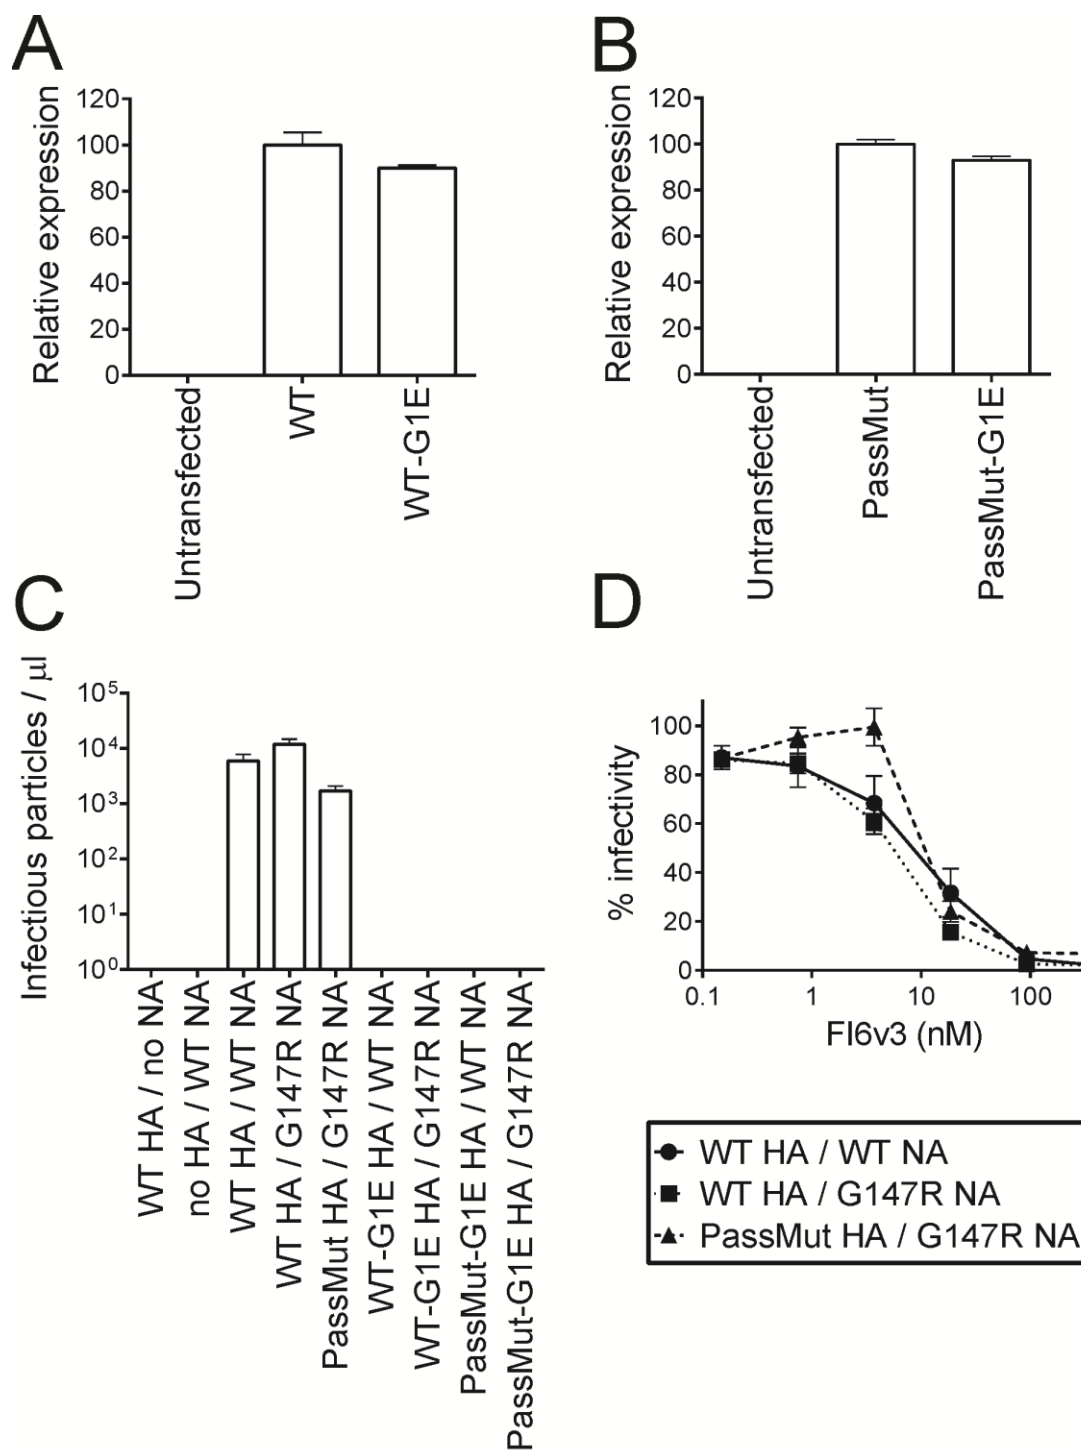 A
Relative expression
120
100
80
60
40
20
0
Untransfected
WT
WT-G1E
B
Relative expression
120
100
80
60
40
20
0
Untransfected
PassMut
PassMut-G1E
C
Infectious particles / µl
10⁵
10⁴
10³
10²
10¹
10⁰
WT HA / no NA
no HA / WT NA
WT HA / WT NA
WT HA / G147R NA
PassMut HA / G147R NA
WT-G1E HA / WT NA
WT-G1E HA / G147R NA
PassMut-G1E HA / WT NA
PassMut-G1E HA / G147R NA
D
% infectivity
100
80
60
40
20
0
0.1
1
10
100
FI6v3 (nM)
WT HA / WT NA
WT HA / G147R NA
PassMut HA / G147R NA